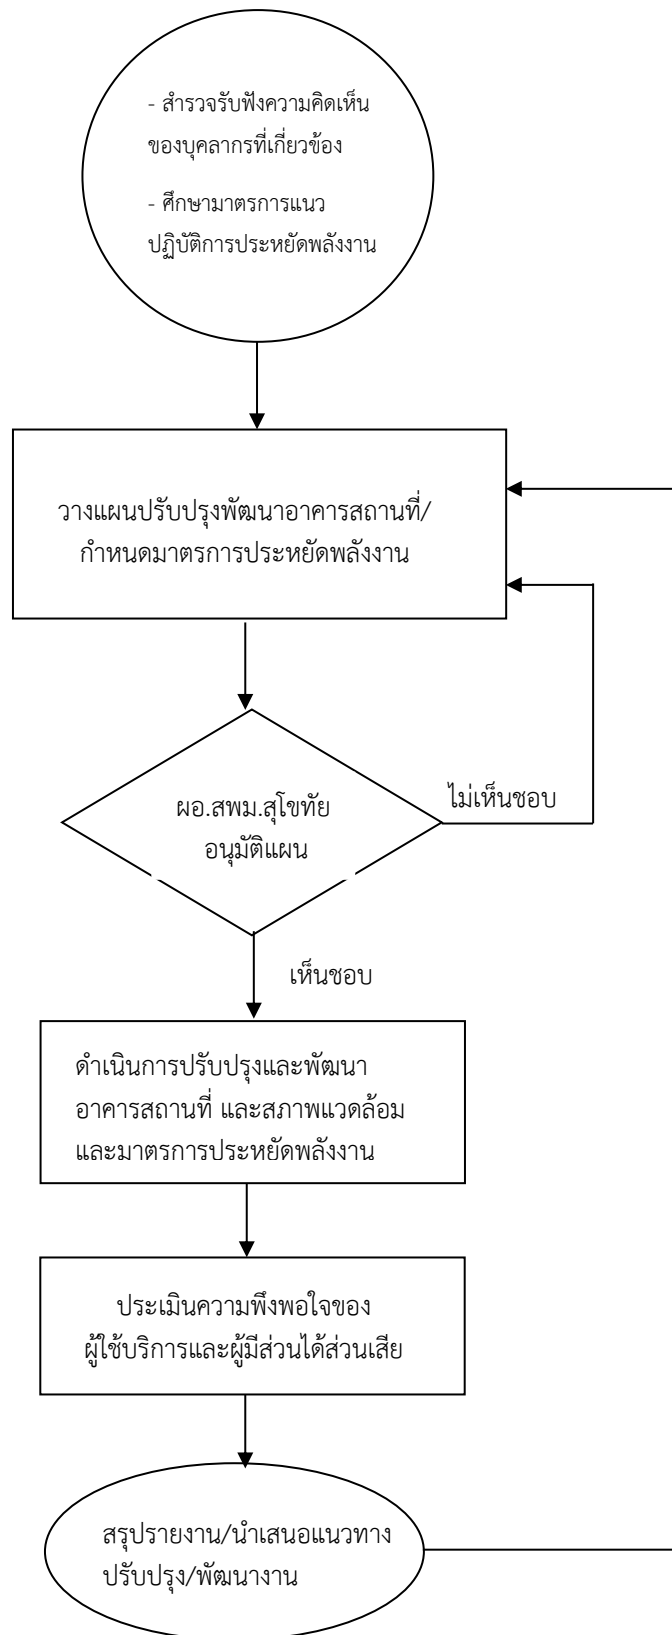 - สำรวจรับฟังความคิดเห็น
ของบุคลากรที่เกี่ยวข้อง
- ศึกษามาตรการแนว
ปฏิบัติการประหยัดพลังงาน
วางแผนปรับปรุงพัฒนาอาคารสถานที่/
กำหนดมาตรการประหยัดพลังงาน
ผอ.สพม.สุโขทัย
อนุมัติแผน
ไม่เห็นชอบ
เห็นชอบ
ดำเนินการปรับปรุงและพัฒนา
อาคารสถานที่ และสภาพแวดล้อม
และมาตรการประหยัดพลังงาน
ประเมินความพึงพอใจของ
ผู้ใช้บริการและผู้มีส่วนได้ส่วนเสีย
สรุปรายงาน/นำเสนอแนวทาง
ปรับปรุง/พัฒนางาน